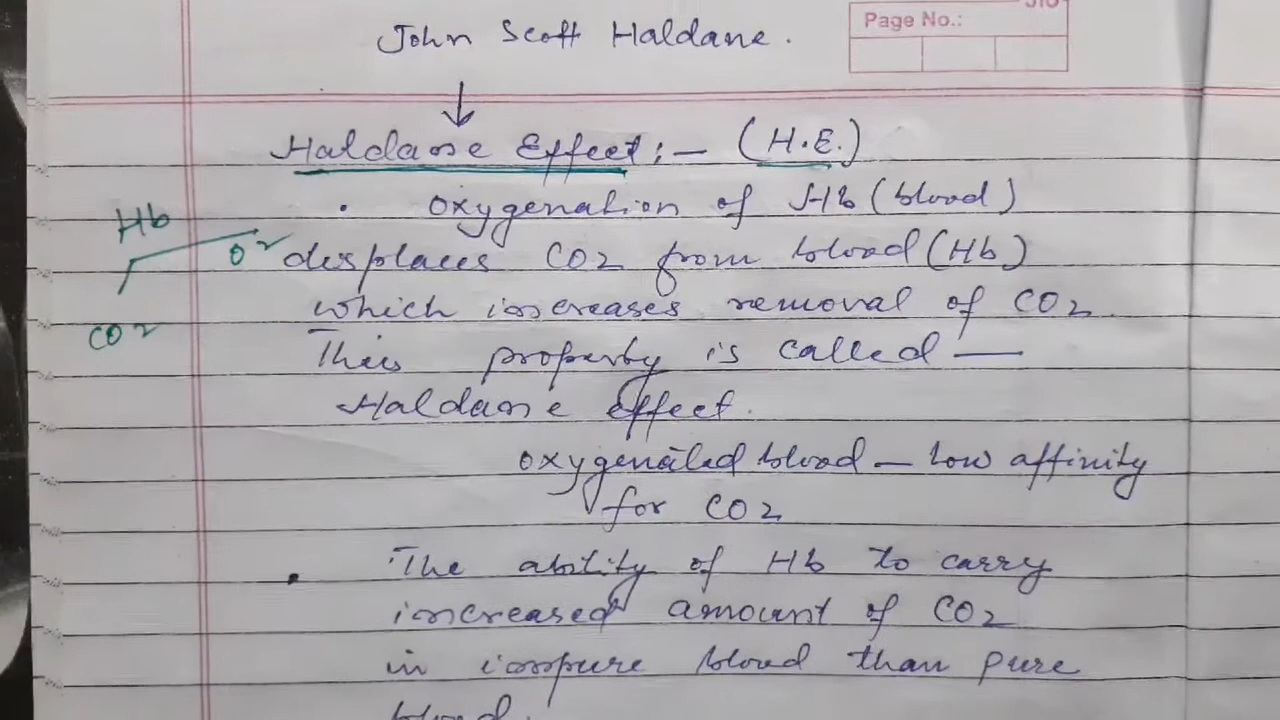 John Scott Haldane.
Page No.:
↓
Haldane Effect :- (H.E.)
• Oxygenation of Hb (blood)
Hb
O2
displaces CO2 from blood (Hb)
which increases removal of CO2.
CO2
This property is called —
Haldane effect.
Oxygenated blood — Low affinity
for CO2
• The ability of Hb to carry
increased amount of CO2
in impure blood than pure
blood.